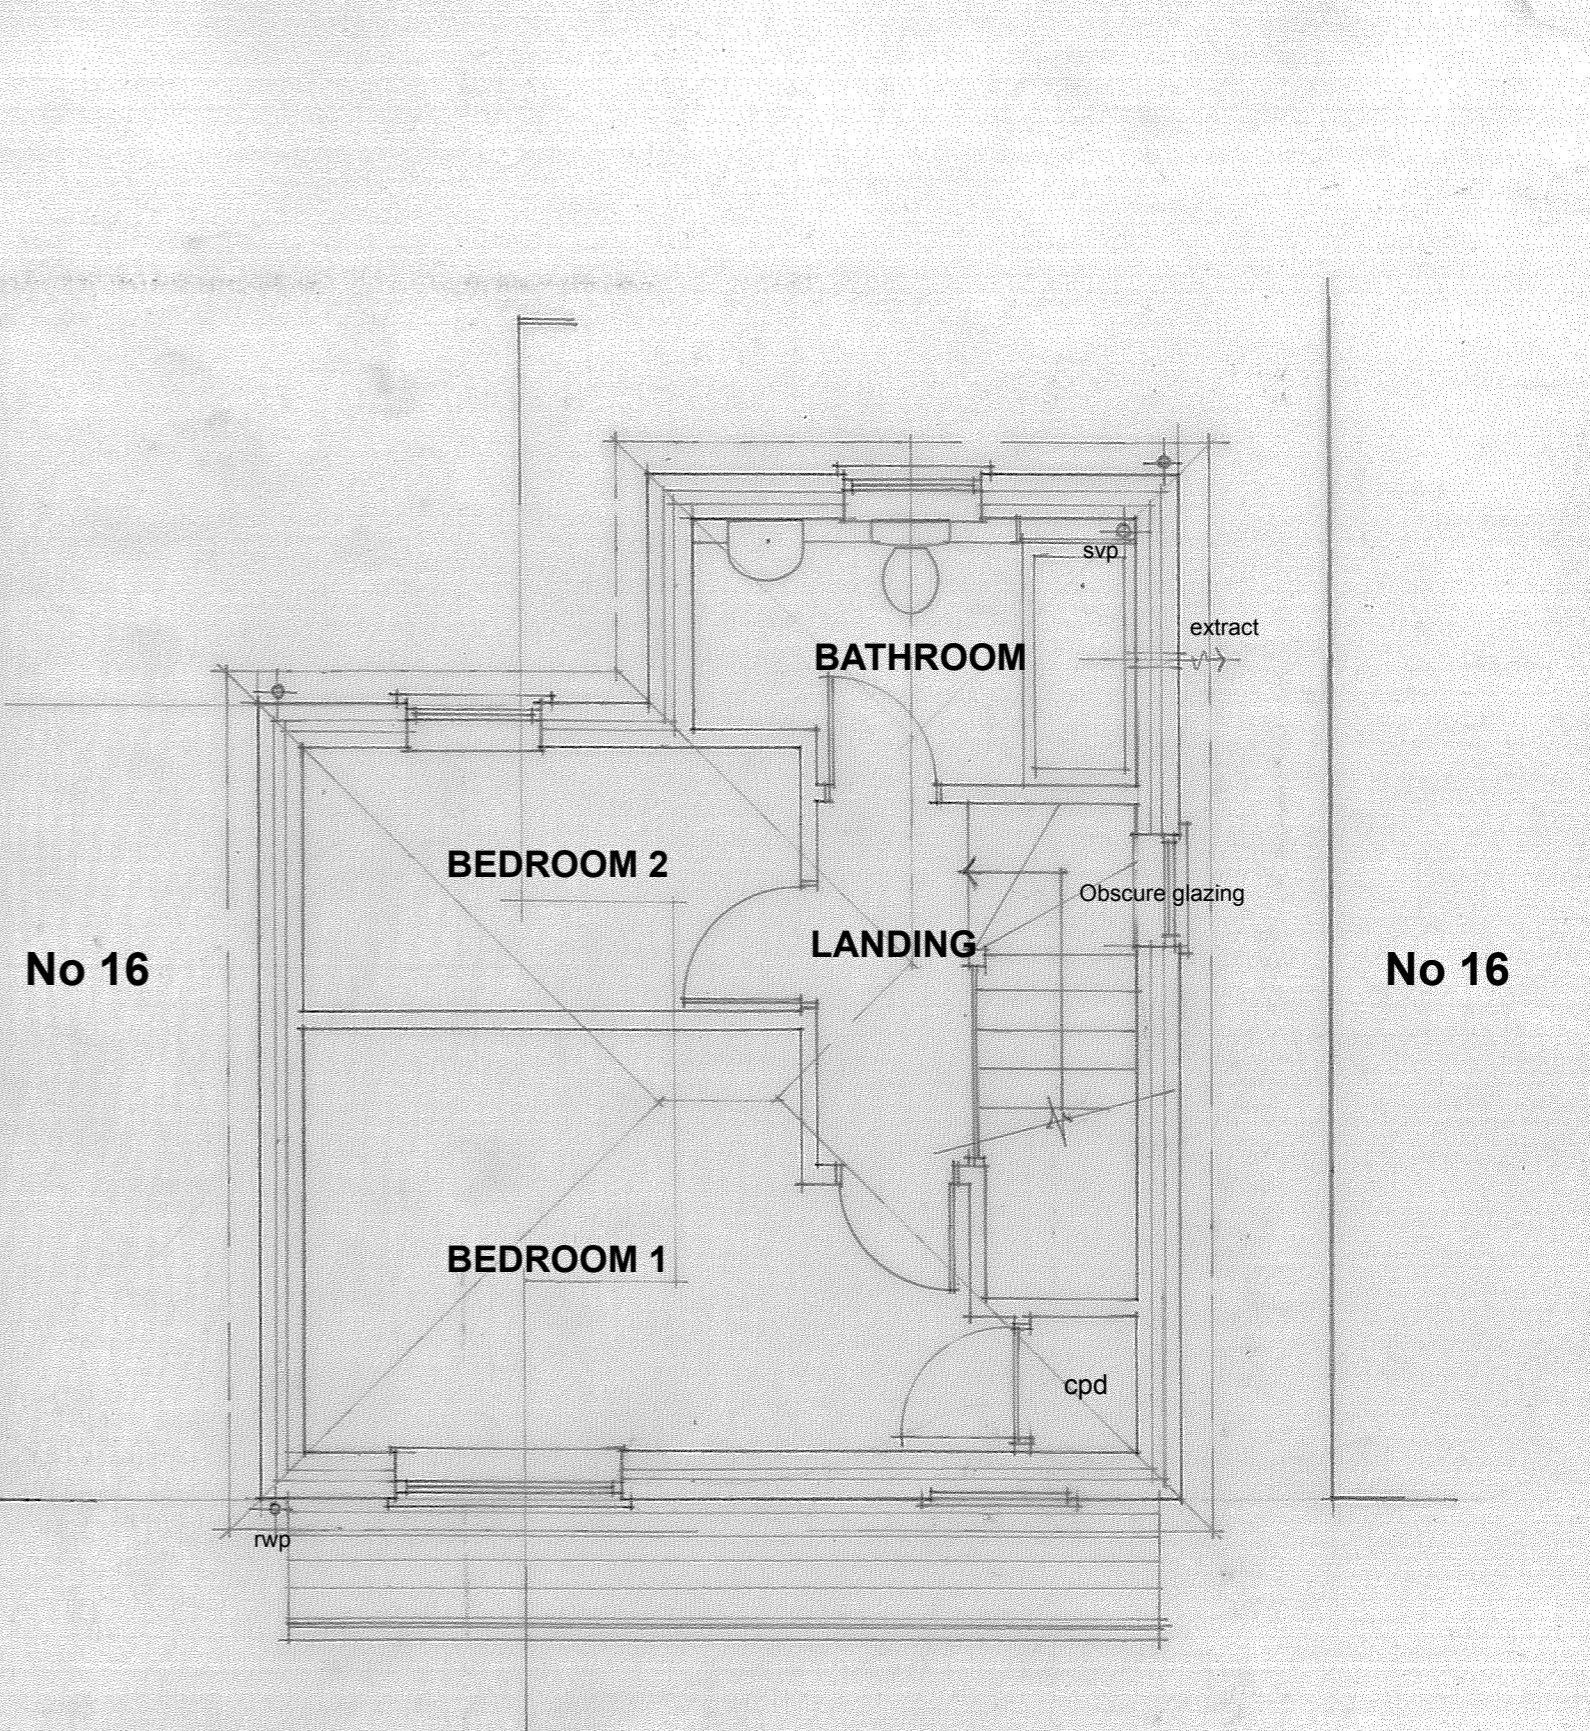 svp
extract
BATHROOM
BEDROOM 2
Obscure glazing
LANDING
No 16
No 16
BEDROOM 1
cpd
rwp